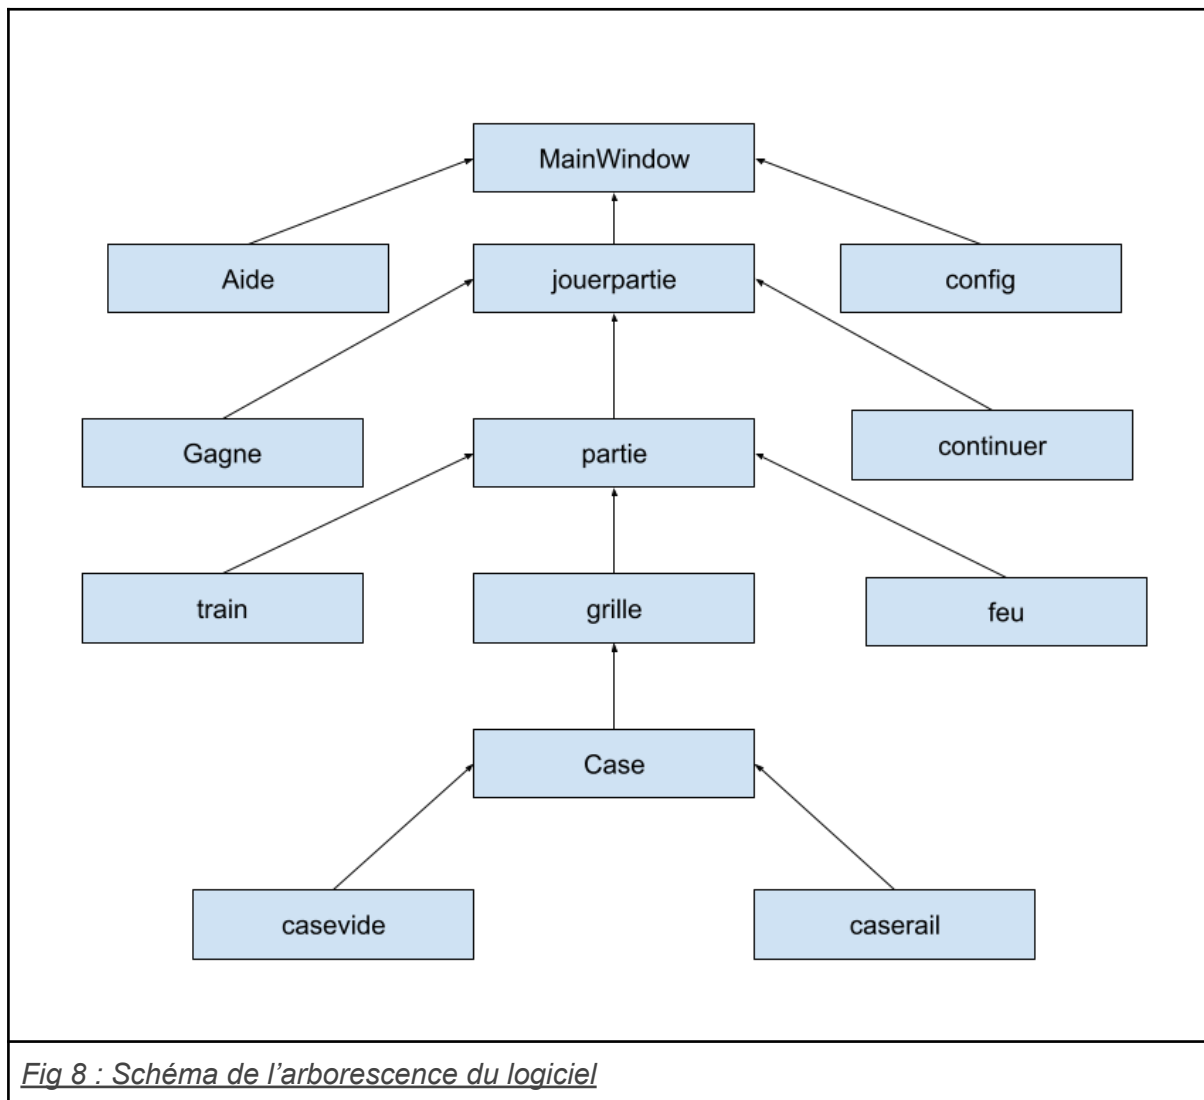 MainWindow
Aide
jouerpartie
config
Gagne
partie
continuer
train
grille
feu
Case
casevide
caserail
Fig 8 : Schéma de l’arborescence du logiciel